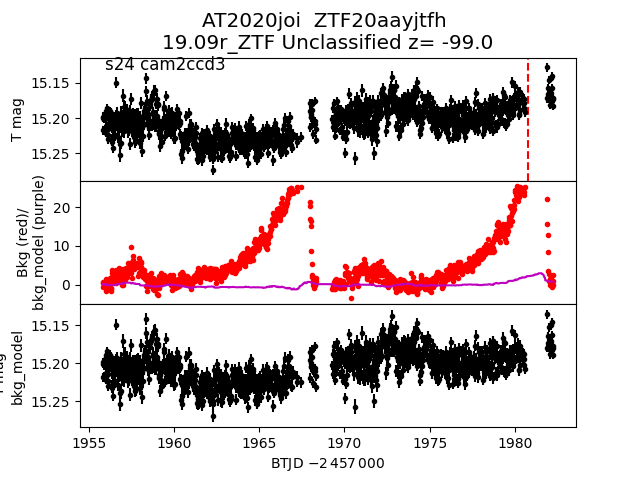 AT2020joi  ZTF20aayjtfh
19.09r_ZTF Unclassified z= -99.0
s24 cam2ccd3
15.15
15.20
15.25
T mag
20
10
0
Bkg (red)/
bkg_model (purple)
15.15
15.20
15.25
mag
bkg_model
1955 1960 1965 1970 1975 1980
BTJD −2 457 000